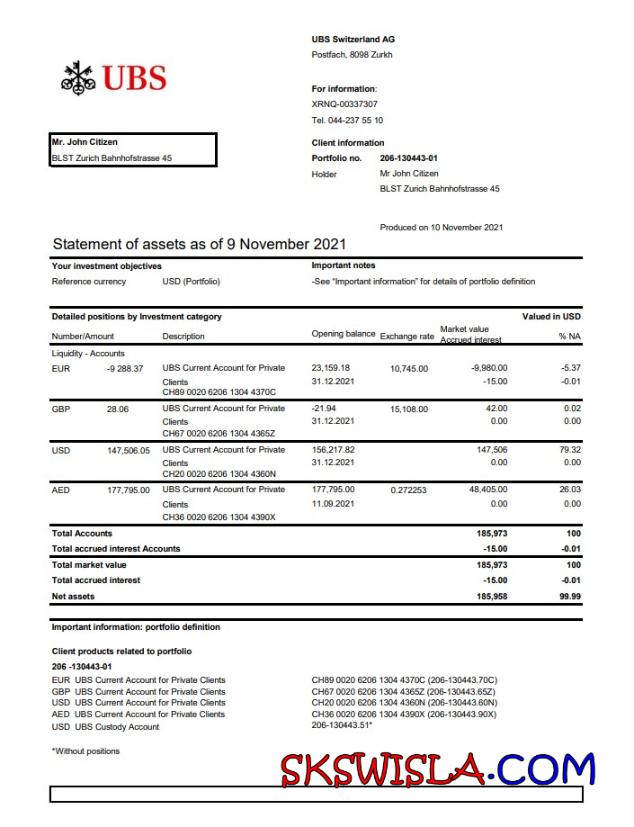 UBS Switzerland AG
Postfach, 8098 Zurkh
UBS
For information:
XRNQ-00337307
Tel. 044-237 55 10
Mr. John Citizen
BLST Zurich Bahnhofstrasse 45
Client information
Portfolio no. 206-130443-01
Holder Mr John Citizen
BLST Zurich Bahnhofstrasse 45
Produced on 10 November 2021
Statement of assets as of 9 November 2021
Your investment objectives Important notes
Reference currency USD (Portfolio) -See "Important information" for details of portfolio definition
Detailed positions by Investment category Valued in USD
Number/Amount Description Opening balance Exchange rate Market value Accrued interest % NA
Liquidity - Accounts
EUR -9 288.37 UBS Current Account for Private 23,159.18 10,745.00 -9,980.00 -5.37
Clients 31.12.2021 -15.00 -0.01
CH89 0020 6206 1304 4370C
GBP 28.06 UBS Current Account for Private -21.94 15,108.00 42.00 0.02
Clients 31.12.2021 0.00 0.00
CH67 0020 6206 1304 4365Z
USD 147,506.05 UBS Current Account for Private 156,217.82 147,506 79.32
Clients 31.12.2021 0.00 0.00
CH20 0020 6206 1304 4360N
AED 177,795.00 UBS Current Account for Private 177,795.00 0.272253 48,405.00 26.03
Clients 11.09.2021 0.00 0.00
CH36 0020 6206 1304 4390X
Total Accounts 185,973 100
Total accrued interest Accounts -15.00 -0.01
Total market value 185,973 100
Total accrued interest -15.00 -0.01
Net assets 185,958 99.99
Important information: portfolio definition
Client products related to portfolio
206 -130443-01
EUR UBS Current Account for Private Clients CH89 0020 6206 1304 4370C (206-130443.70C)
GBP UBS Current Account for Private Clients CH67 0020 6206 1304 4365Z (206-130443.65Z)
USD UBS Current Account for Private Clients CH20 0020 6206 1304 4360N (206-130443.60N)
AED UBS Current Account for Private Clients CH36 0020 6206 1304 4390X (206-130443.90X)
USD UBS Custody Account 206-130443.51*
*Without positions
SKSWISLA.COM